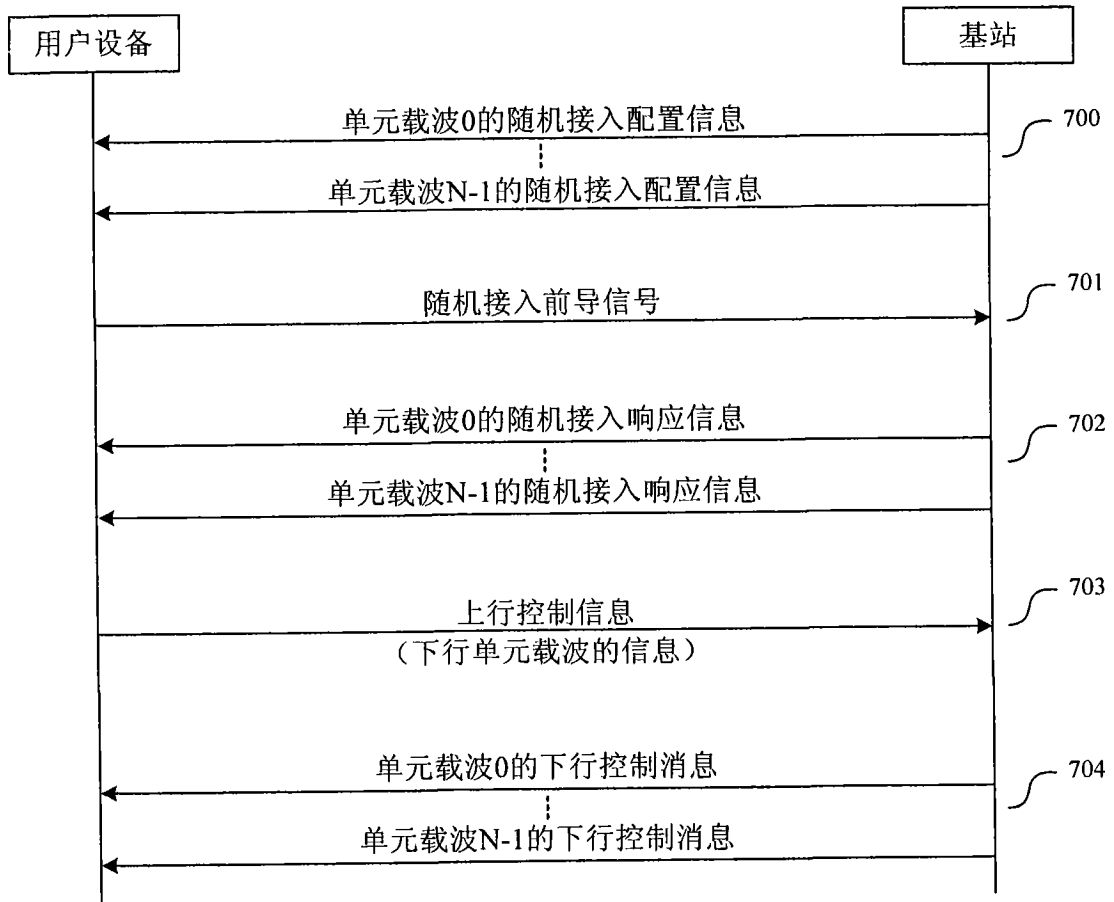 用户设备
基站
单元载波0的随机接入配置信息
700
单元载波N-1的随机接入配置信息
701
随机接入前导信号
单元载波0的随机接入响应信息
702
单元载波N-1的随机接入响应信息
703
上行控制信息
（下行单元载波的信息）
单元载波0的下行控制消息
704
单元载波N-1的下行控制消息